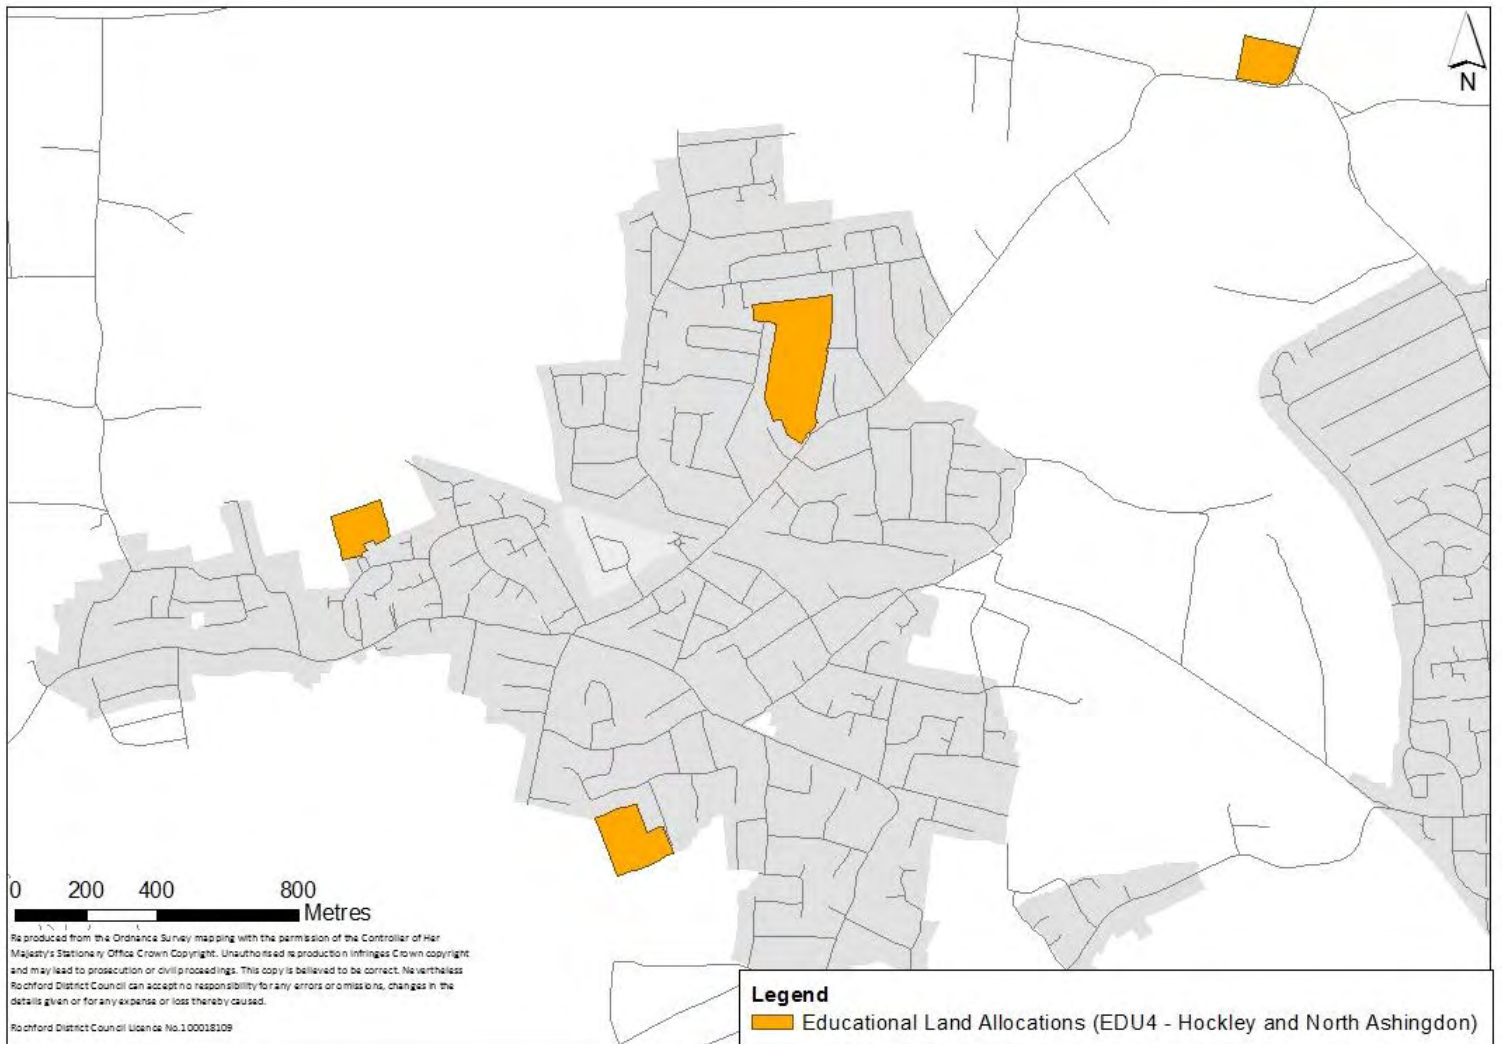 N
0 200 400 800
Metres
Reproduced from the Ordnance Survey mapping with the permission of the Controller of Her
Majesty's Stationery Office Crown Copyright. Unauthorised reproduction infringes Crown copyright
and may lead to prosecution or civil proceedings. This copy is believed to be correct. Nevertheless
Rochford District Council can accept no responsibility for any errors or omissions, changes in the
details given or for any expense or loss thereby caused.
Rochford District Council Licence No.100018109
Legend
Educational Land Allocations (EDU4 - Hockley and North Ashingdon)